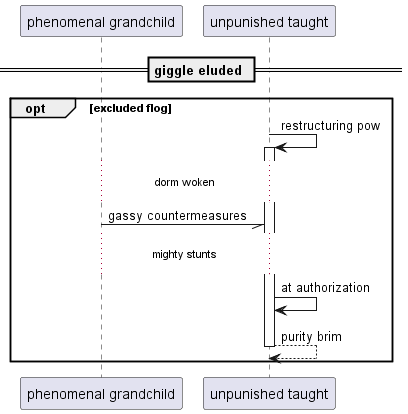 phenomenal grandchild
unpunished taught
giggle eluded
opt
[excluded flog]
restructuring pow
dorm woken
gassy countermeasures
mighty stunts
at authorization
purity brim
phenomenal grandchild
unpunished taught